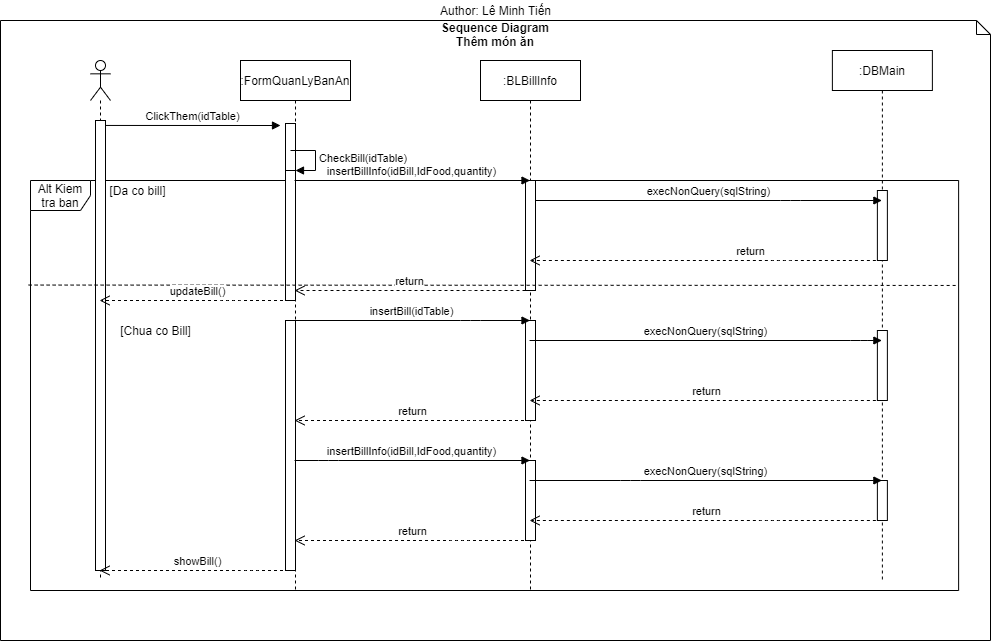 Author: Lê Minh Tiến
Sequence Diagram
Thêm món ăn
:FormQuanLyBanAn
:BLBillInfo
:DBMain
ClickThem(idTable)
CheckBill(idTable)
insertBillInfo(idBill,IdFood,quantity)
Alt Kiem
tra ban
[Da co bill]
execNonQuery(sqlString)
return
return
updateBill()
insertBill(idTable)
[Chua co Bill]
execNonQuery(sqlString)
return
return
insertBillInfo(idBill,IdFood,quantity)
execNonQuery(sqlString)
return
return
showBill()